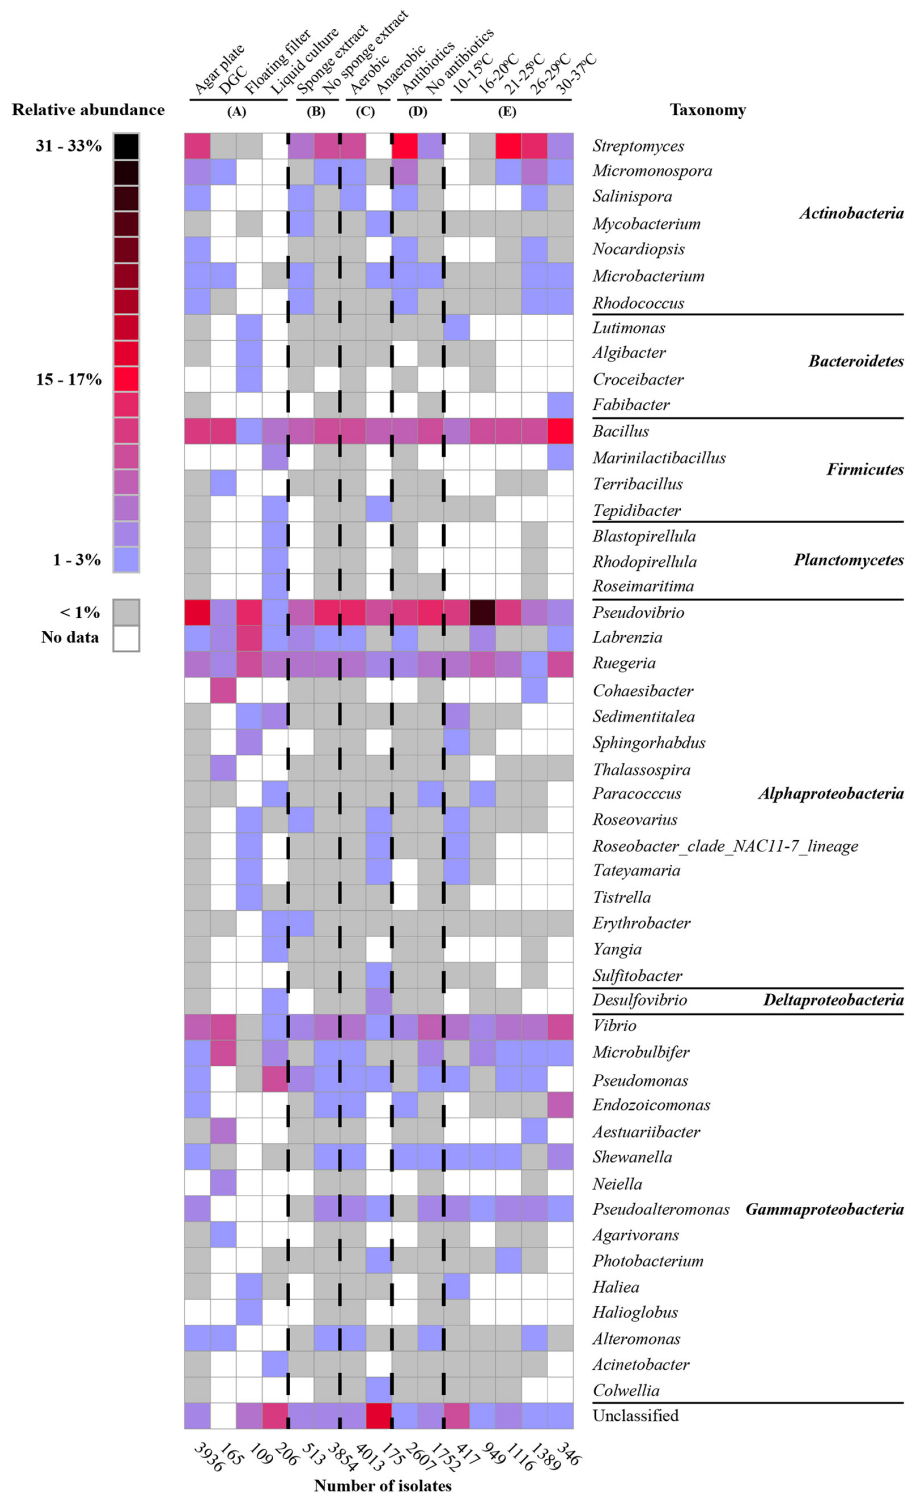 Agar plate
DGC
Floating filter
Liquid culture
Sponge extract
No sponge extract
Aerobic
Anaerobic
Antibiotics
No antibiotics
10-15ºC
16-20ºC
21-25ºC
26-29ºC
30-37ºC
Relative abundance (A) (B) (C) (D) (E) Taxonomy
31 - 33%
15 - 17%
1 - 3%
< 1%
No data
Streptomyces
Micromonospora
Salinispora
Actinobacteria
Mycobacterium
Nocardiopsis
Microbacterium
Rhodococcus
Lutimonas
Algibacter
Bacteroidetes
Croceibacter
Fabibacter
Bacillus
Marinilactibacillus
Firmicutes
Terribacillus
Tepidibacter
Blastopirellula
Rhodopirellula Planctomycetes
Roseimaritima
Pseudovibrio
Labrenzia
Ruegeria
Cohaesibacter
Sedimentitalea
Sphingorhabdus
Thalassospira
Paracocccus Alphaproteobacteria
Roseovarius
Roseobacter_clade_NAC11-7_lineage
Tateyamaria
Tistrella
Erythrobacter
Yangia
Sulfitobacter
Desulfovibrio Deltaproteobacteria
Vibrio
Microbulbifer
Pseudomonas
Endozoicomonas
Aestuariibacter
Shewanella
Neiella
Pseudoalteromonas Gammaproteobacteria
Agarivorans
Photobacterium
Haliea
Halioglobus
Alteromonas
Acinetobacter
Colwellia
Unclassified
3936
165
109
206
513
3854
4013
175
2607
1752
417
949
1116
1389
346
Number of isolates